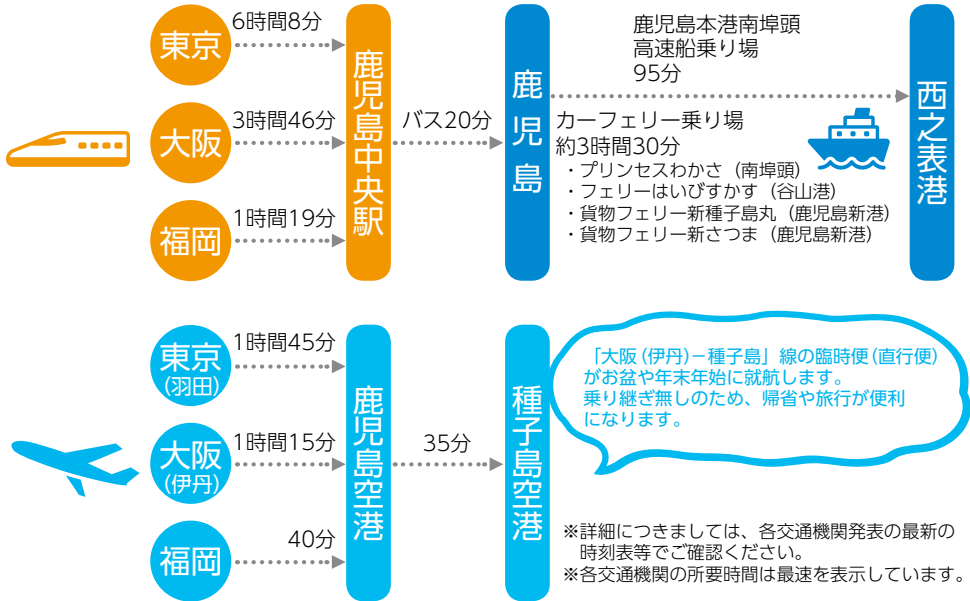 東京
6時間8分
大阪
3時間46分
福岡
1時間19分
鹿児島中央駅
バス20分
鹿児島
鹿児島本港南埠頭
高速船乗り場
95分
カーフェリー乗り場
約3時間30分
・プリンセスわかさ（南埠頭）
・フェリーはいびすかす（谷山港）
・貨物フェリー新種子島丸（鹿児島新港）
・貨物フェリー新さつま（鹿児島新港）
西之表港
東京
(羽田)
1時間45分
大阪
(伊丹)
1時間15分
福岡
40分
鹿児島空港
35分
種子島空港
「大阪(伊丹)−種子島」線の臨時便(直行便)
がお盆や年末年始に就航します。
乗り継ぎ無しのため、帰省や旅行が便利
になります。
※詳細につきましては、各交通機関発表の最新の
時刻表等でご確認ください。
※各交通機関の所要時間は最速を表示しています。